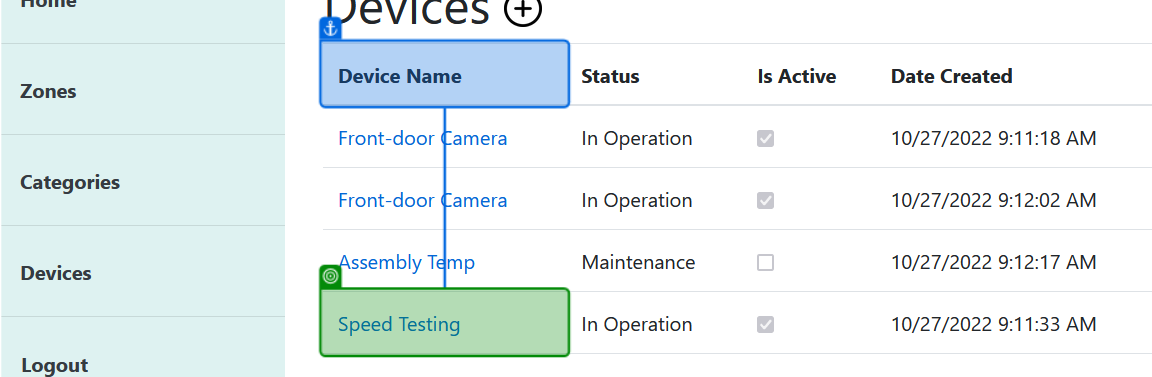 Home
Zones
Categories
Devices
Logout
Devices
Device Name Status Is Active Date Created
Front-door Camera In Operation 10/27/2022 9:11:18 AM
Front-door Camera In Operation 10/27/2022 9:12:02 AM
Assembly Temp Maintenance 10/27/2022 9:12:17 AM
Speed Testing In Operation 10/27/2022 9:11:33 AM